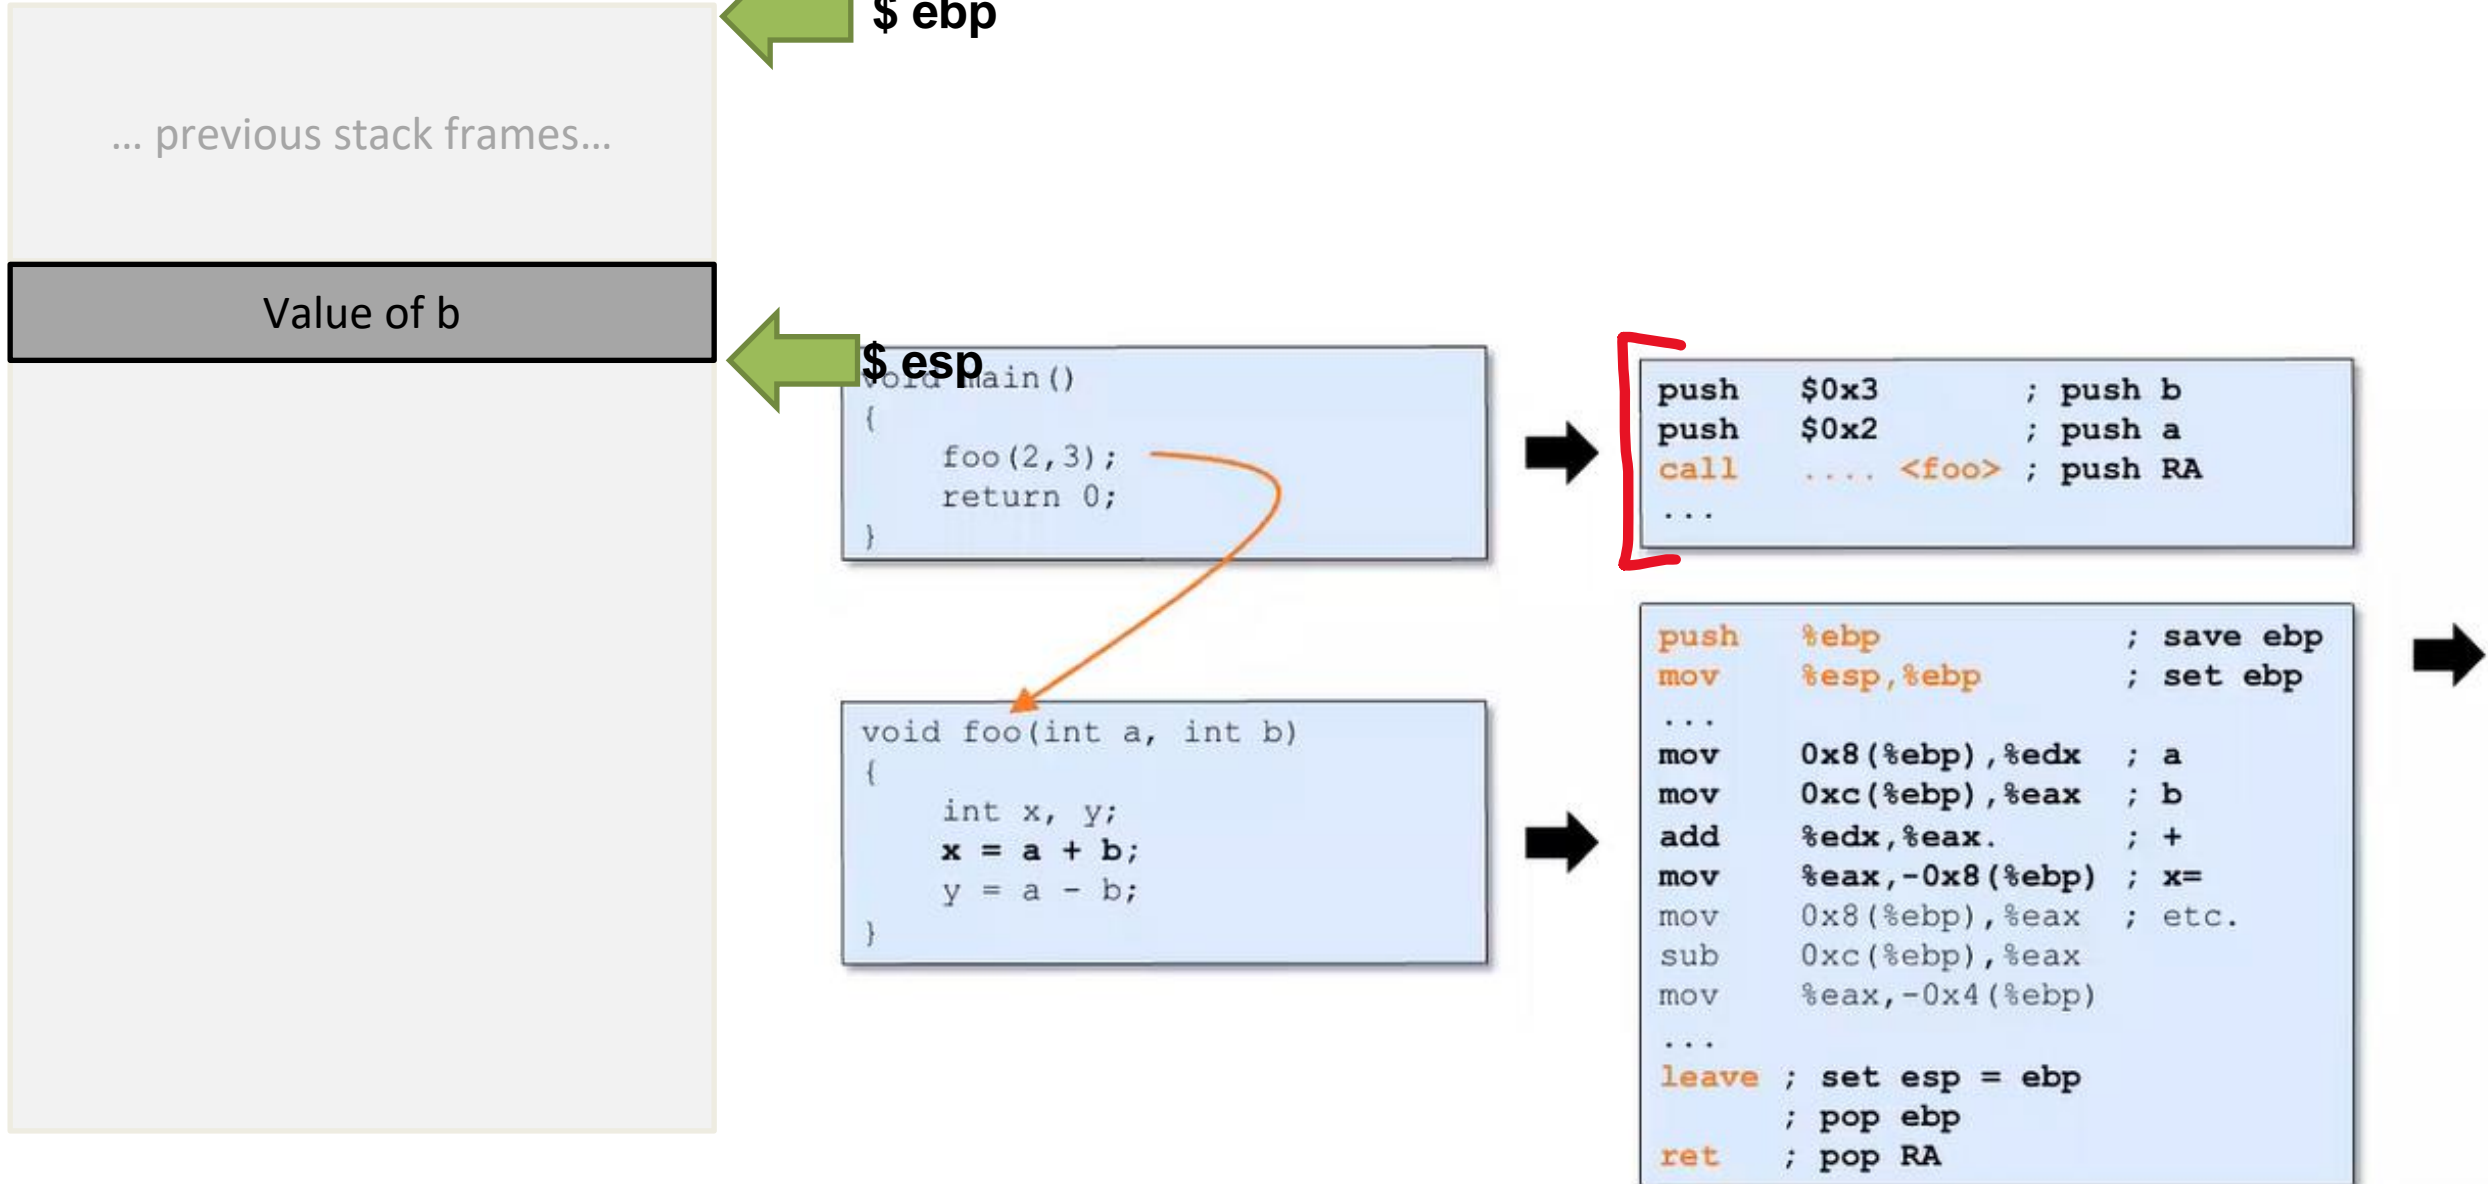 $ ebp
... previous stack frames...
Value of b
$ esp
void main()
{
    foo(2,3);
    return 0;
}
push $0x3 ; push b
push $0x2 ; push a
call .... <foo> ; push RA
...
void foo(int a, int b)
{
    int x, y;
    x = a + b;
    y = a - b;
}
push %ebp ; save ebp
mov %esp,%ebp ; set ebp
...
mov 0x8(%ebp),%edx ; a
mov 0xc(%ebp),%eax ; b
add %edx,%eax. ; +
mov %eax,-0x8(%ebp) ; x=
mov 0x8(%ebp),%eax ; etc.
sub 0xc(%ebp),%eax
mov %eax,-0x4(%ebp)
...
leave ; set esp = ebp
; pop ebp
ret ; pop RA